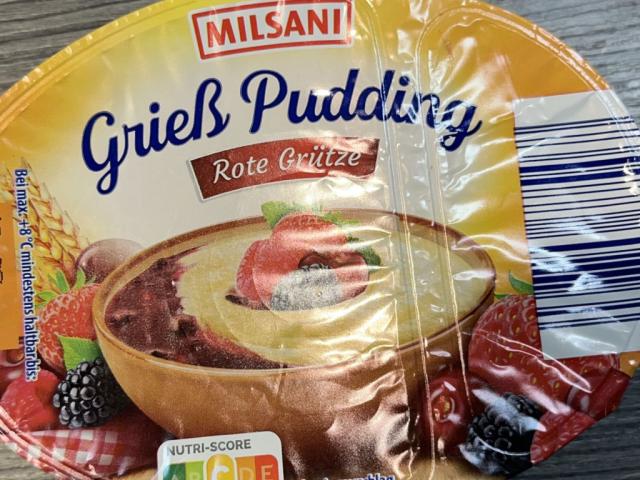 MILSANI
Grieß Pudding
Rote Grütze
Bei max. +8 °C mindestens haltbar bis:
NUTRI-SCORE
A B C D E